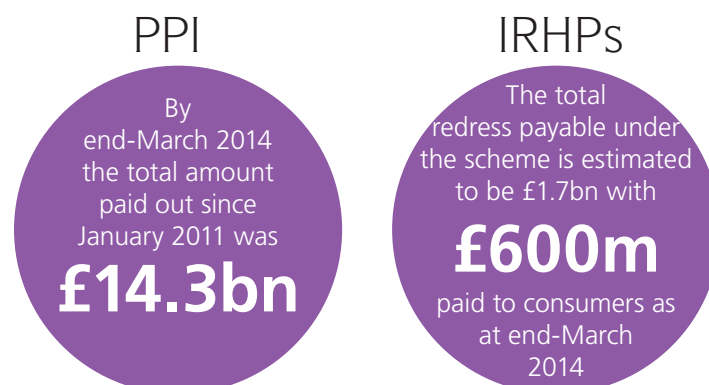 PPI
By
end-March 2014
the total amount
paid out since
January 2011 was
£14.3bn
IRHPs
The total
redress payable under
the scheme is estimated
to be £1.7bn with
£600m
paid to consumers as
at end-March
2014